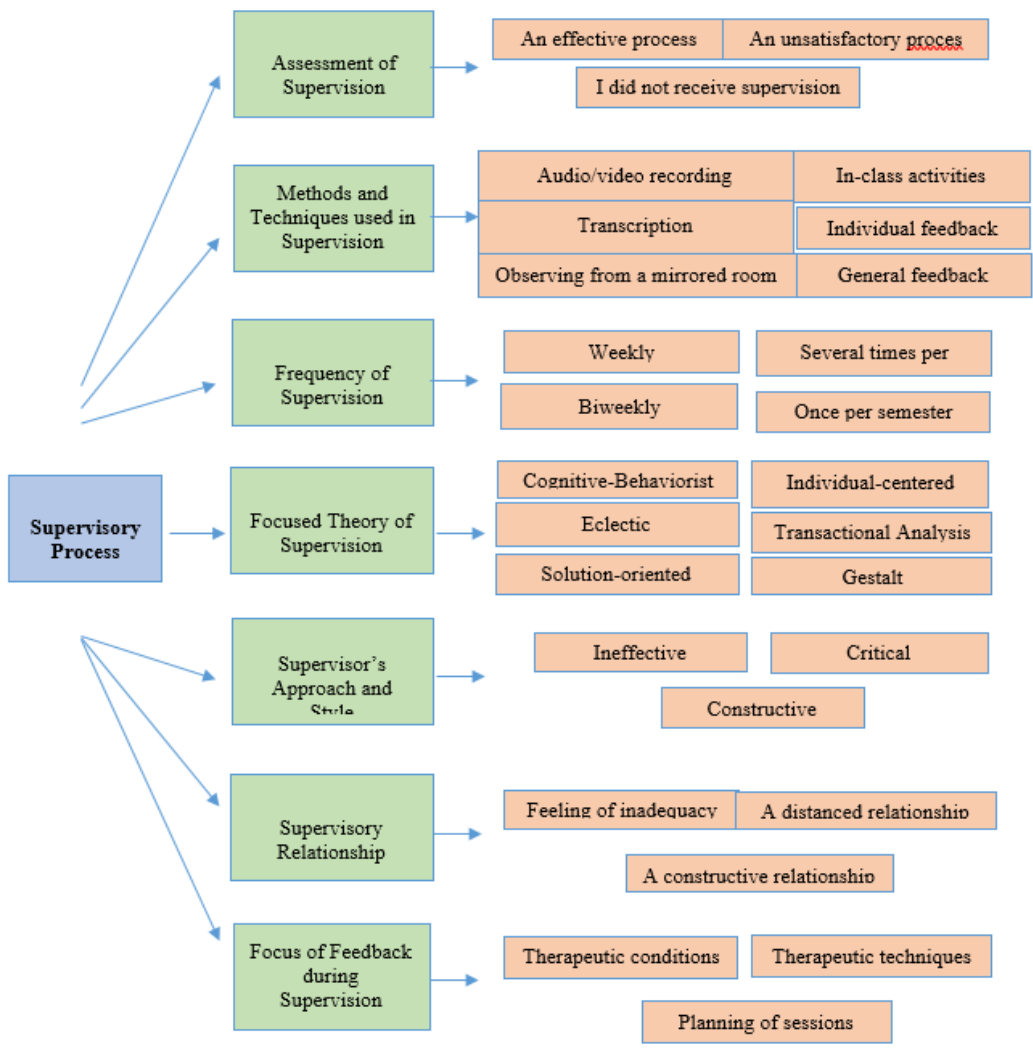 Supervisory
Process
Assessment of
Supervision
An effective process
An unsatisfactory proces
I did not receive supervision
Methods and
Techniques used in
Supervision
Audio/video recording
In-class activities
Transcription
Individual feedback
Observing from a mirrored room
General feedback
Frequency of
Supervision
Weekly
Several times per
Biweekly
Once per semester
Focused Theory of
Supervision
Cognitive-Behaviorist
Individual-centered
Eclectic
Transactional Analysis
Solution-oriented
Gestalt
Supervisor's
Approach and
Style
Ineffective
Critical
Constructive
Supervisory
Relationship
Feeling of inadequacy
A distanced relationship
A constructive relationship
Focus of Feedback
during
Supervision
Therapeutic conditions
Therapeutic techniques
Planning of sessions